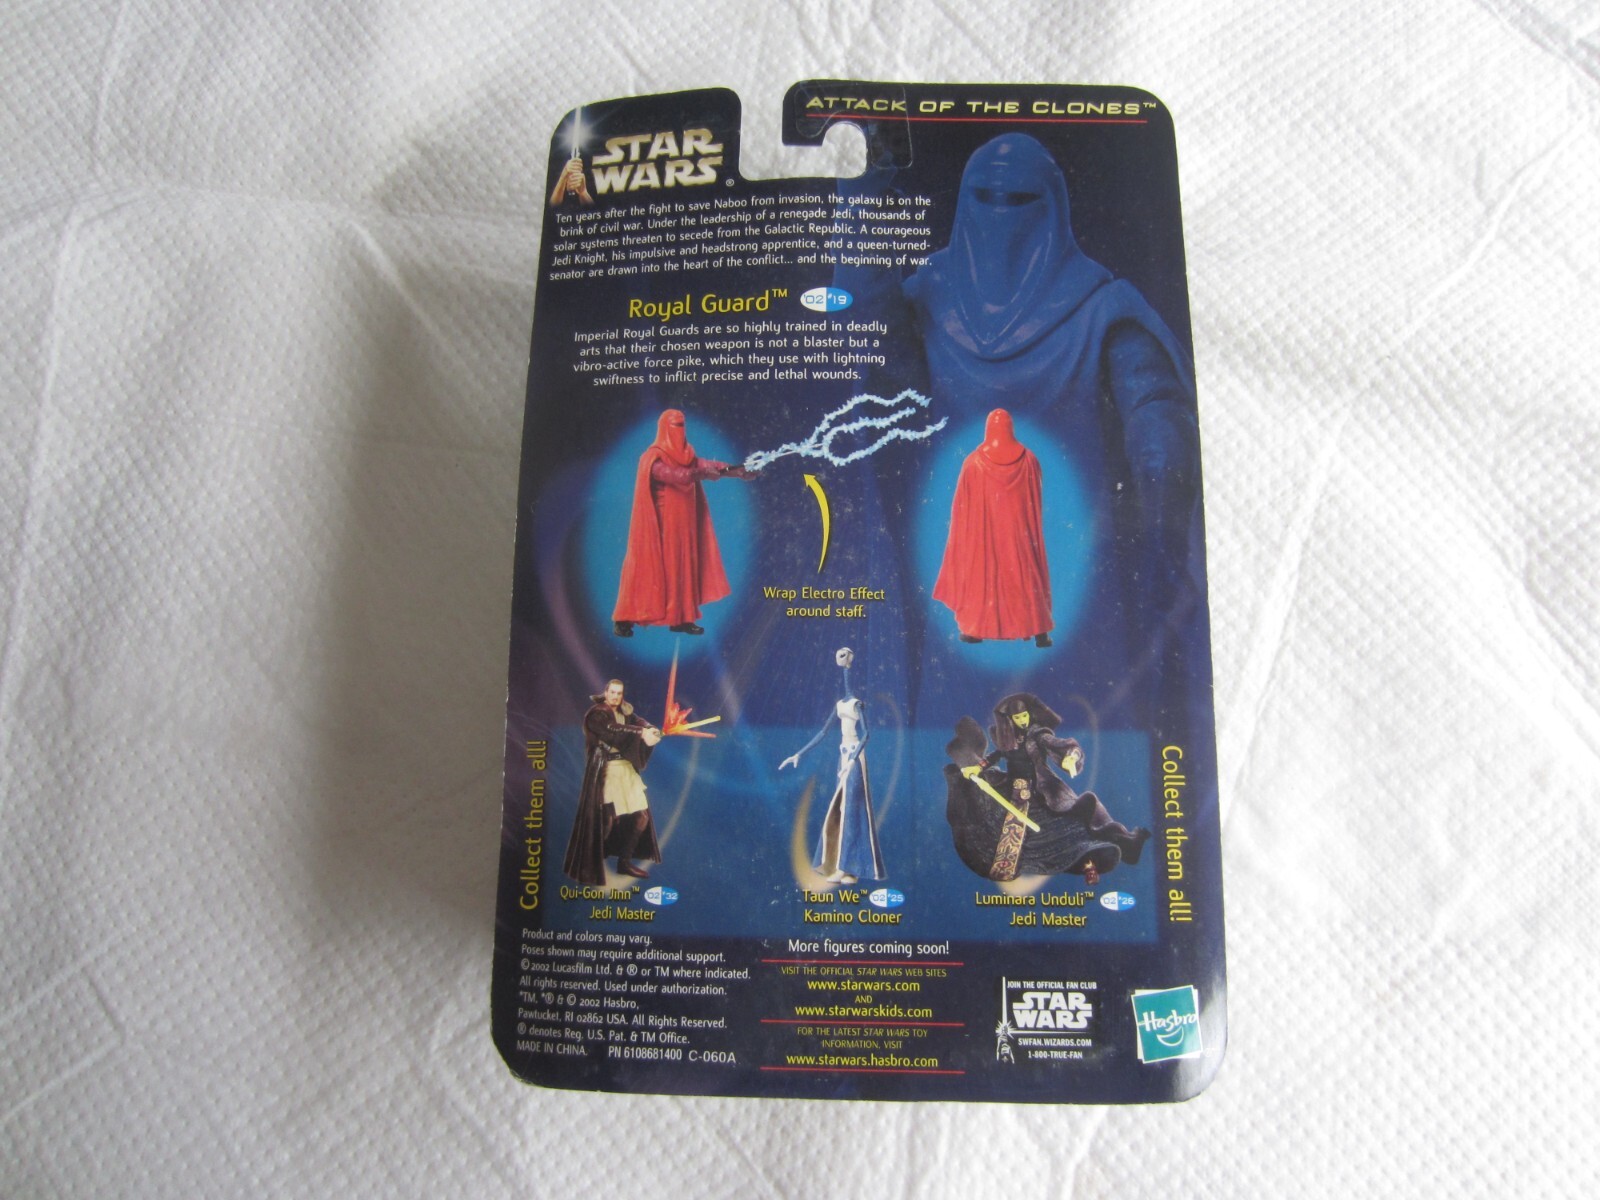 ATTACK OF THE CLONES™
STAR
WARS®
Ten years after the fight to save Naboo from invasion, the galaxy is on the
brink of civil war. Under the leadership of a renegade Jedi, thousands of
solar systems threaten to secede from the Galactic Republic. A courageous
Jedi Knight, his impulsive and headstrong apprentice, and a queen-turned-
senator are drawn into the heart of the conflict... and the beginning of war.
Royal Guard™ '02 #19
Imperial Royal Guards are so highly trained in deadly
arts that their chosen weapon is not a blaster but a
vibro-active force pike, which they use with lightning
swiftness to inflict precise and lethal wounds.
Wrap Electro Effect
around staff.
Collect them all!
Collect them all!
Qui-Gon Jinn™ '02 #32
Jedi Master
Taun We™ '02 #25
Kamino Cloner
Luminara Unduli™ '02 #26
Jedi Master
Product and colors may vary.
Poses shown may require additional support.
© 2002 Lucasfilm Ltd. & ® or TM where indicated.
All rights reserved. Used under authorization.
*TM, *® & © 2002 Hasbro,
Pawtucket, RI 02862 USA. All Rights Reserved.
® denotes Reg. U.S. Pat. & TM Office.
MADE IN CHINA. PN 6108681400 C-060A
More figures coming soon!
VISIT THE OFFICIAL STAR WARS WEB SITES
www.starwars.com
AND
www.starwarskids.com
FOR THE LATEST STAR WARS TOY
INFORMATION, VISIT
www.starwars.hasbro.com
JOIN THE OFFICIAL FAN CLUB
STAR
WARS
SWFAN.WIZARDS.COM
1-800-TRUE-FAN
Hasbro